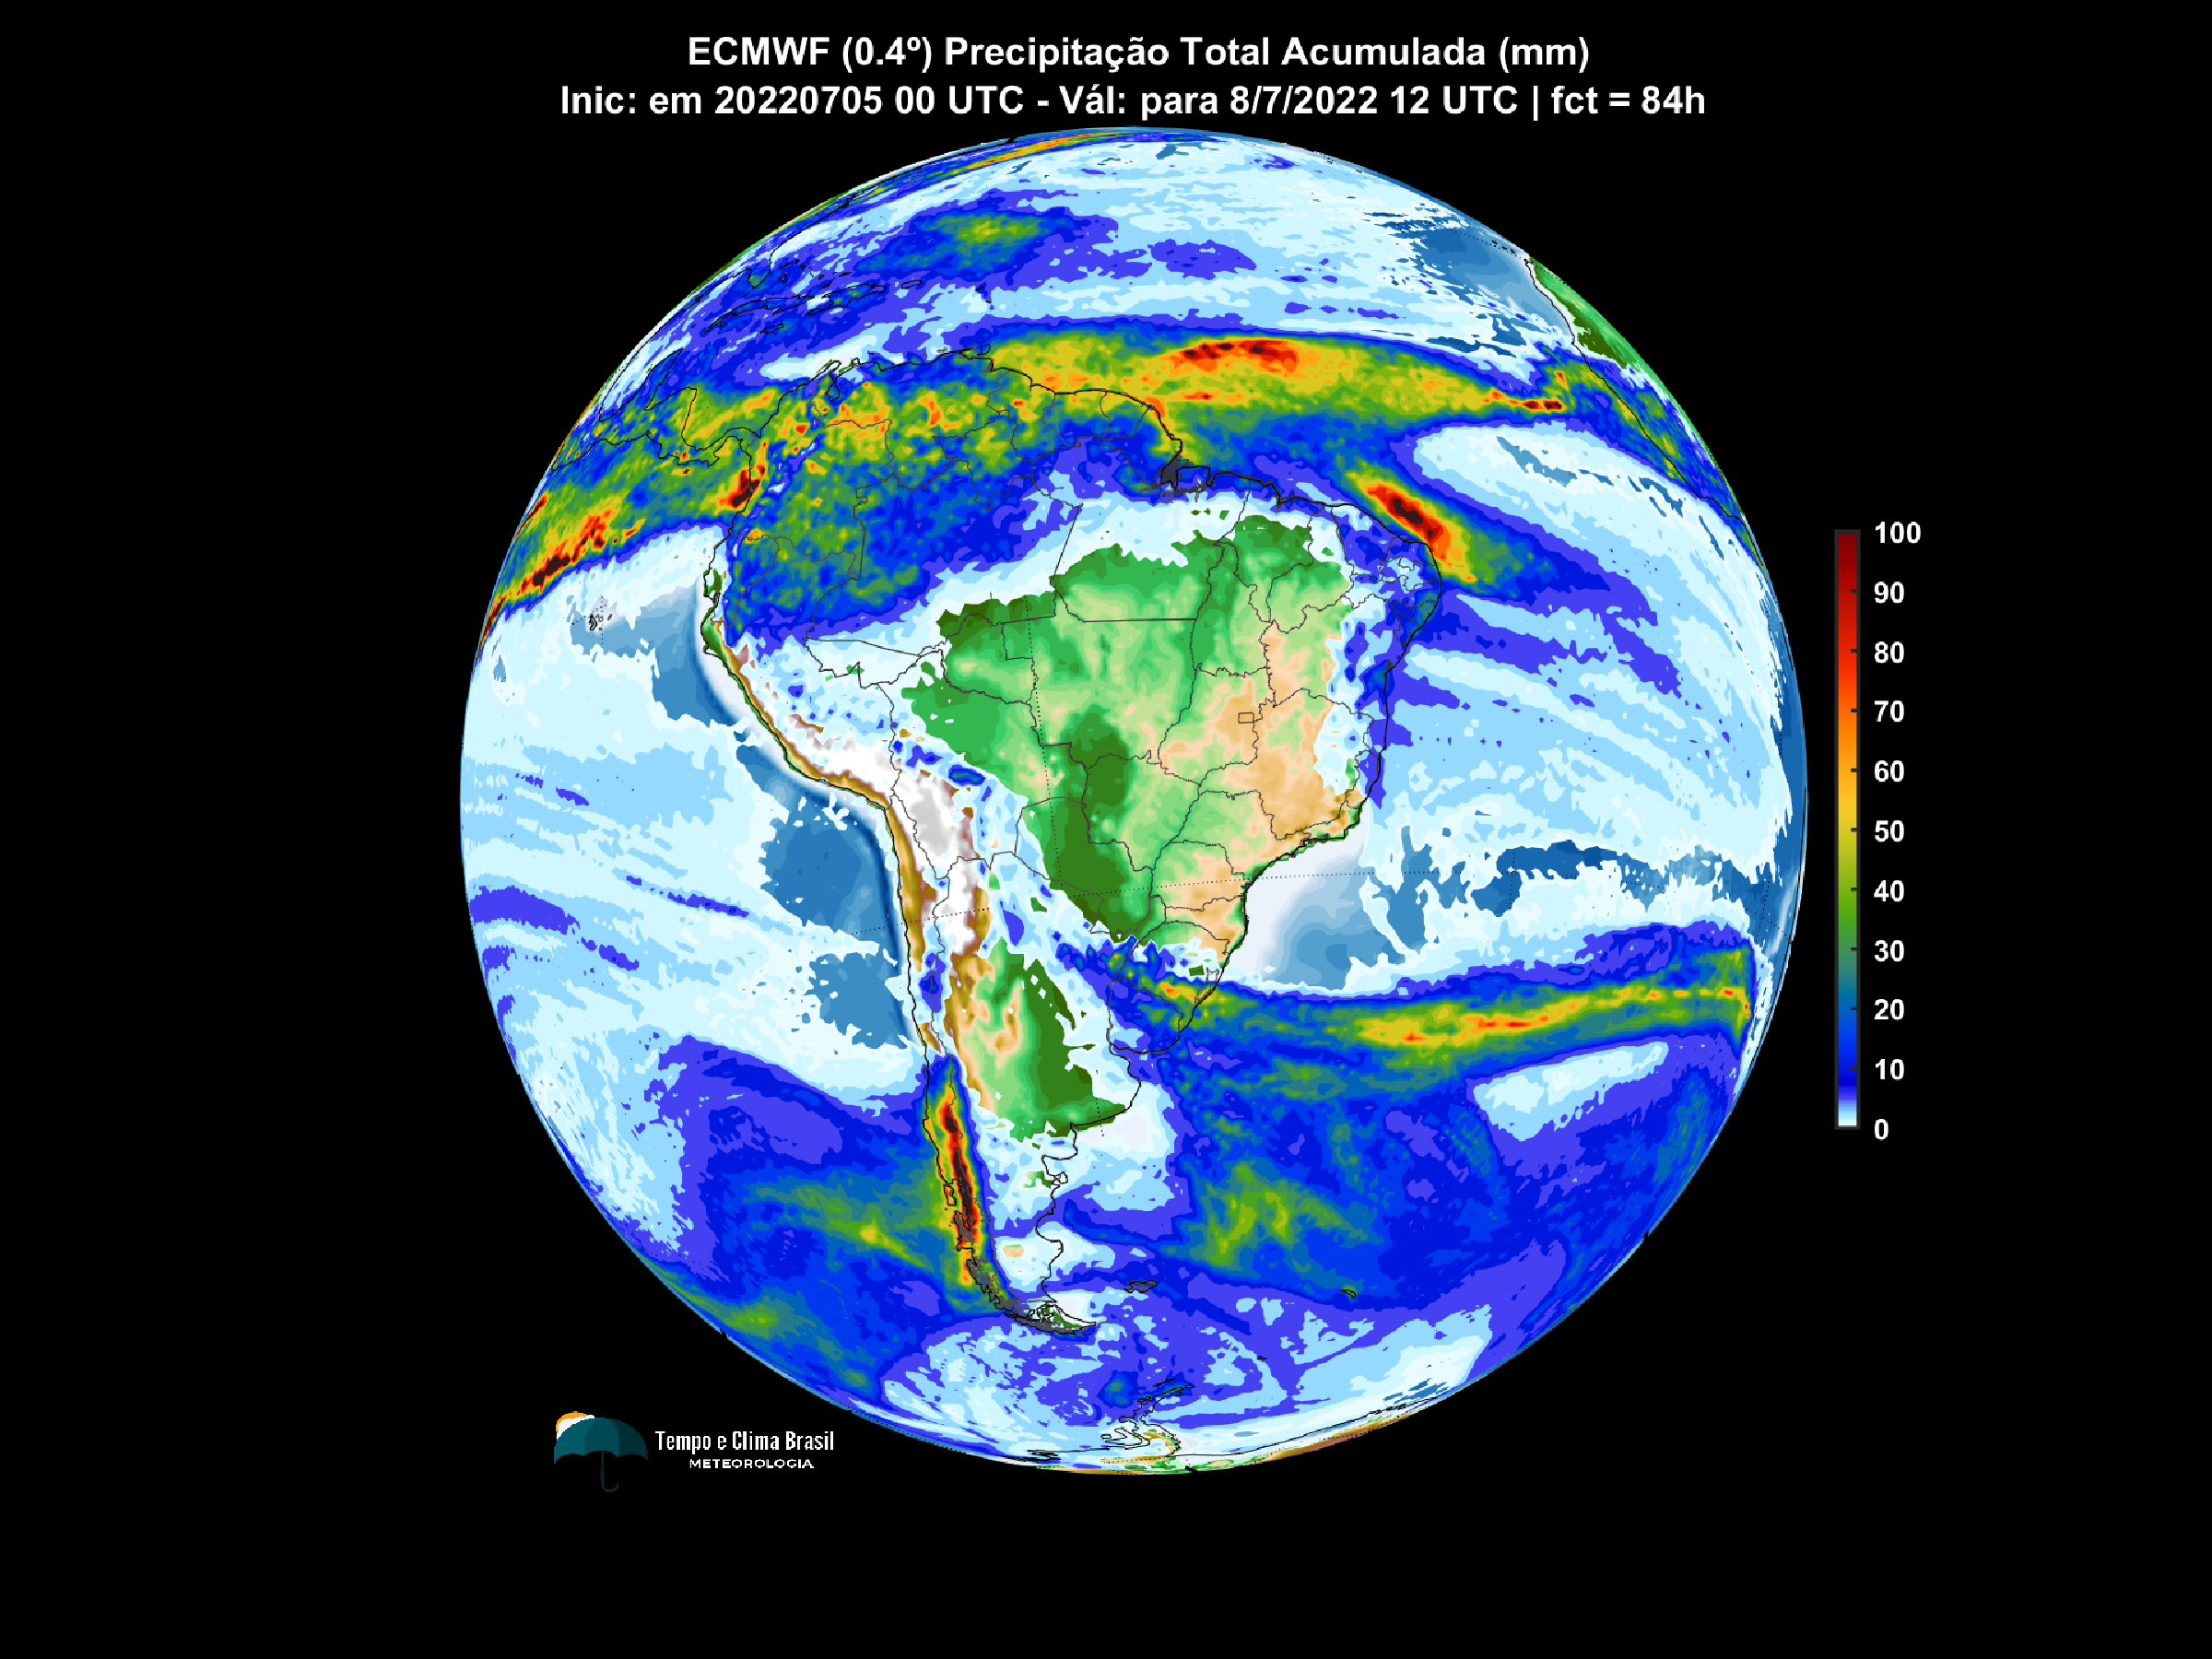 ECMWF (0.4º) Precipitação Total Acumulada (mm)
Inic: em 20220705 00 UTC - Vál: para 8/7/2022 12 UTC | fct = 84h
100
90
80
70
60
50
40
30
20
10
0
Tempo e Clima Brasil
METEOROLOGIA